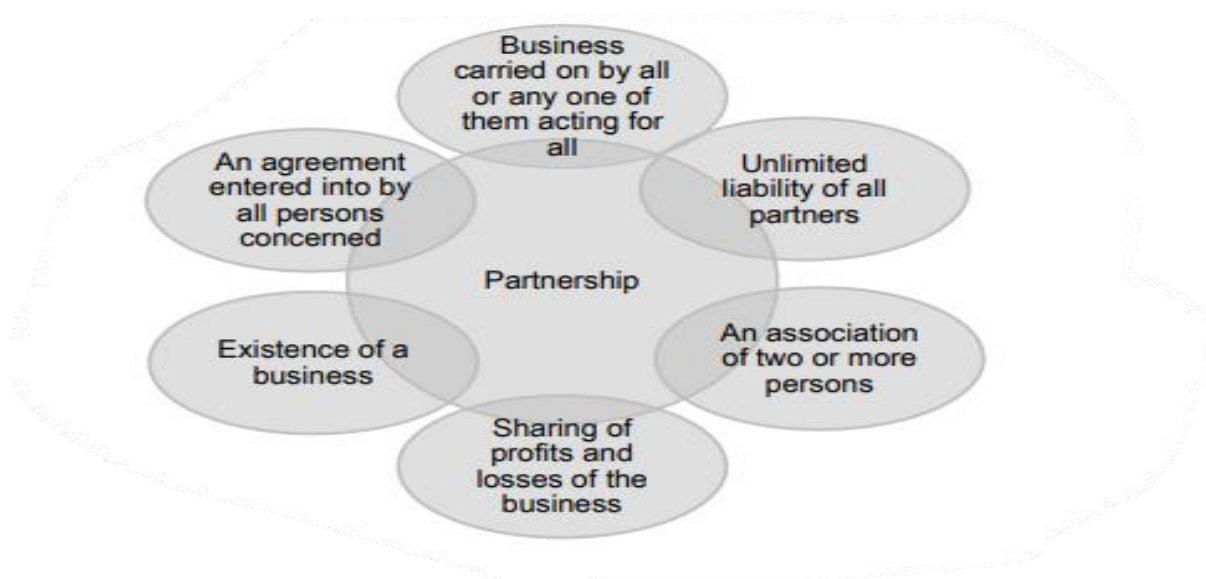 Business
carried on by all
or any one of
them acting for
all
An agreement
entered into by
all persons
concerned
Unlimited
liability of all
partners
Partnership
Existence of a
business
An association
of two or more
persons
Sharing of
profits and
losses of the
business